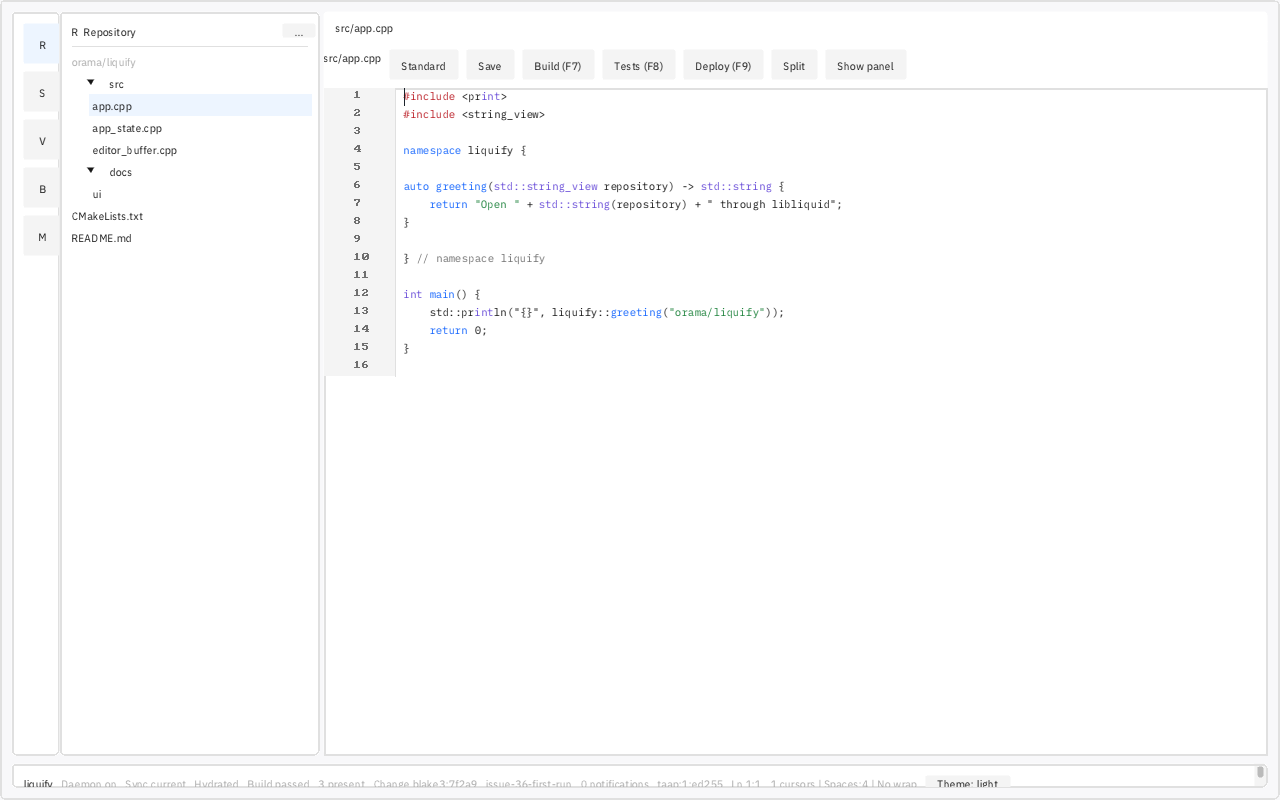 R
S
V
B
M
R Repository
...
orama/liquify
src
app.cpp
app_state.cpp
editor_buffer.cpp
docs
ui
CMakeLists.txt
README.md
src/app.cpp
src/app.cpp Standard Save Build (F7) Tests (F8) Deploy (F9) Split Show panel
1 #include <print>
2 #include <string_view>
3
4 namespace liquify {
5
6 auto greeting(std::string_view repository) -> std::string {
7     return "Open " + std::string(repository) + " through libliquid";
8 }
9
10 } // namespace liquify
11
12 int main() {
13     std::println("{}", liquify::greeting("orama/liquify"));
14     return 0;
15 }
16
liquify Daemon on Sync current Hydrated Build passed 3 present Change blake3:7f2a9 issue-36-first-run 0 notifications taap:1:ed255 Ln 1:1 1 cursors | Spaces:4 | No wrap Theme: light